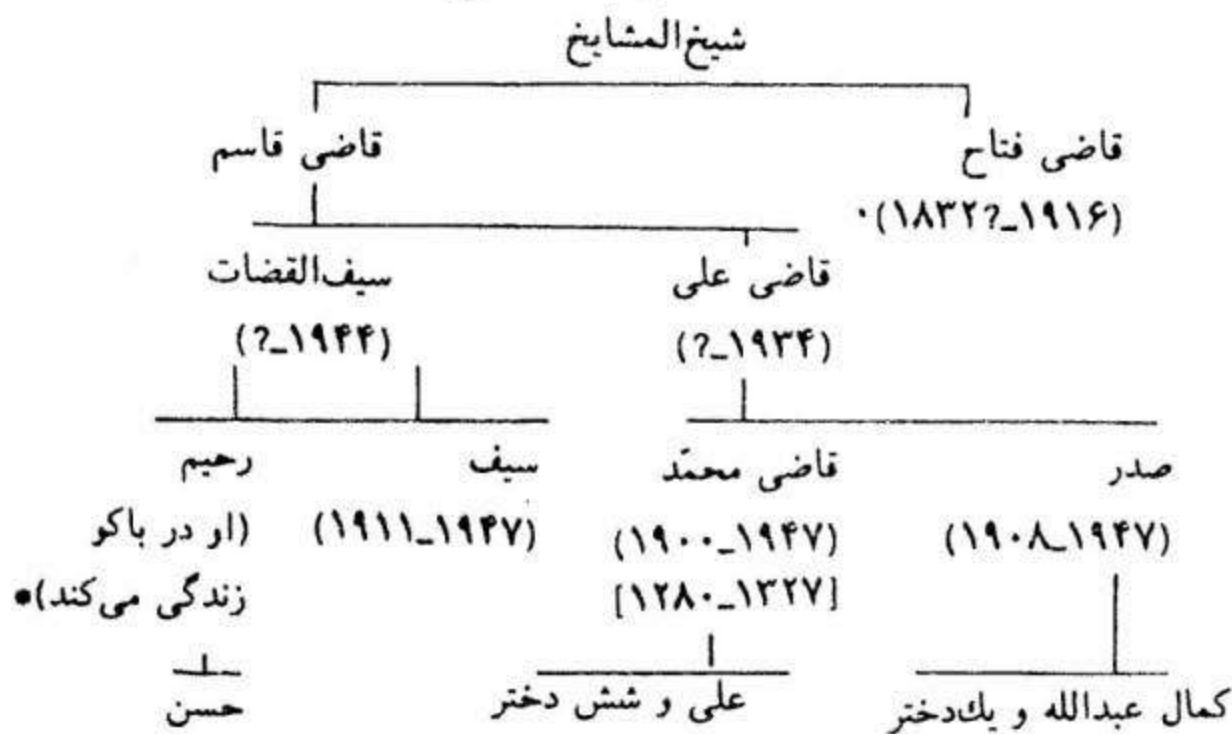 شیخ‌المشایخ
قاضی فتاح
قاضی قاسم
(۱۸۳۲?_۱۹۱۶)·
قاضی علی
سیف‌القضات
(?_۱۹۳۴)
(?_۱۹۴۴)
صدر
قاضی محمّد
سیف
رحیم
(۱۹۰۸_۱۹۴۷)
(۱۹۰۰_۱۹۴۷)
(۱۹۱۱_۱۹۴۷)
(او در باکو
[۱۲۸۰_۱۳۲۷]
زندگی می‌کند)●
کمال عبدالله و یك‌دختر
علی و شش دختر
حسن